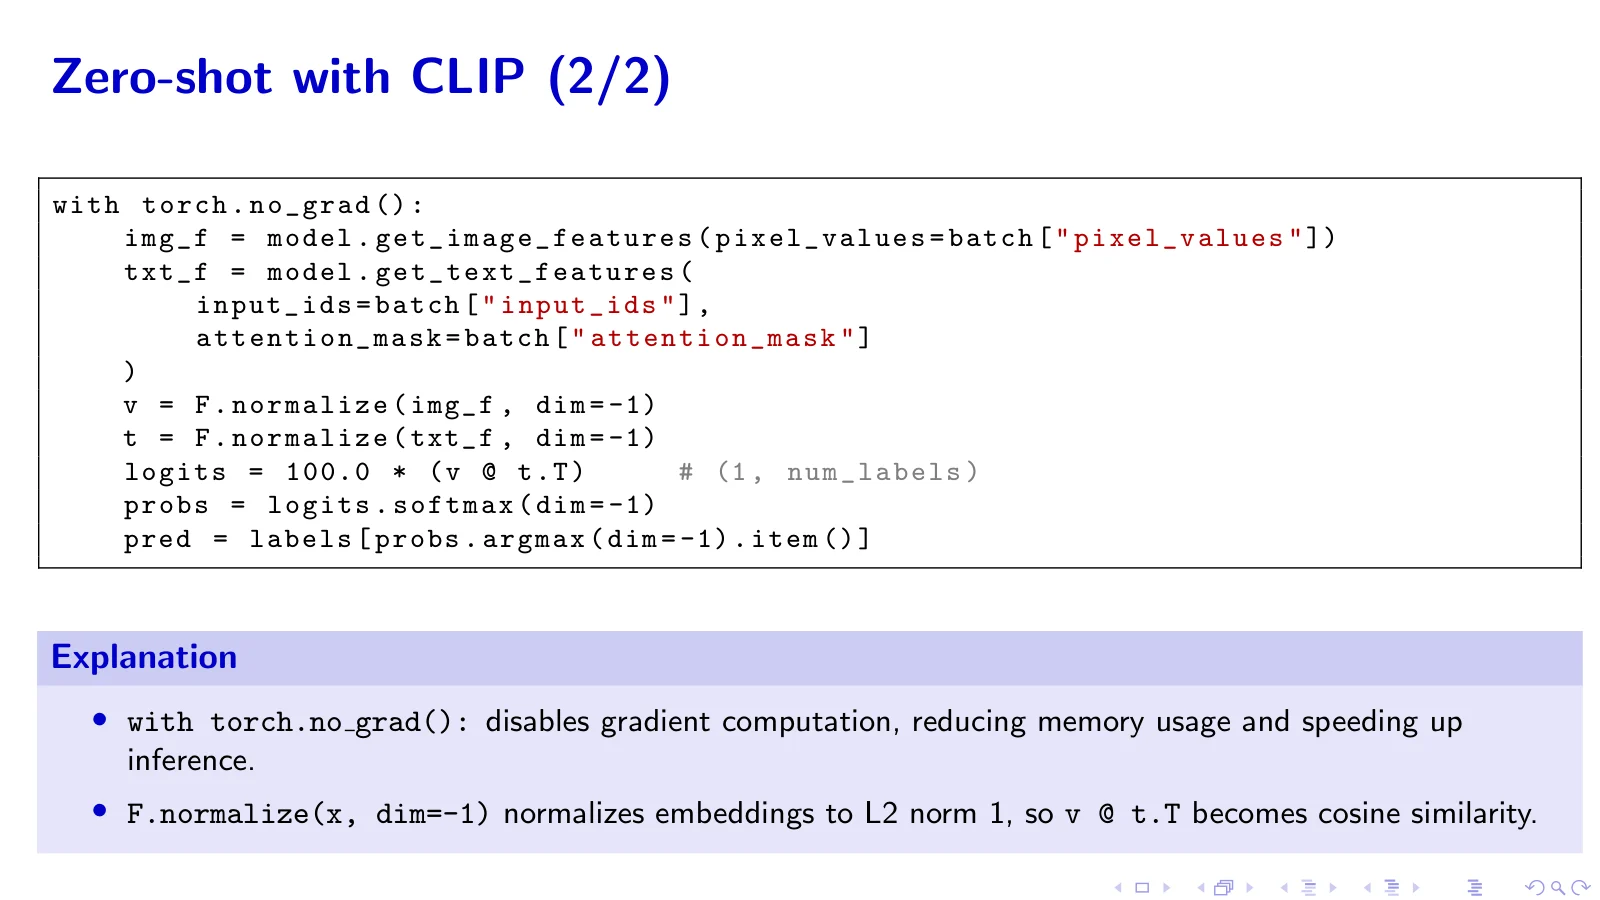 Zero-shot with CLIP (2/2)
with torch.no_grad():
    img_f = model.get_image_features(pixel_values=batch["pixel_values"])
    txt_f = model.get_text_features(
        input_ids=batch["input_ids"],
        attention_mask=batch["attention_mask"]
    )
    v = F.normalize(img_f, dim=-1)
    t = F.normalize(txt_f, dim=-1)
    logits = 100.0 * (v @ t.T)     # (1, num_labels)
    probs = logits.softmax(dim=-1)
    pred = labels[probs.argmax(dim=-1).item()]
Explanation
• with torch.no_grad(): disables gradient computation, reducing memory usage and speeding up
inference.
• F.normalize(x, dim=-1) normalizes embeddings to L2 norm 1, so v @ t.T becomes cosine similarity.